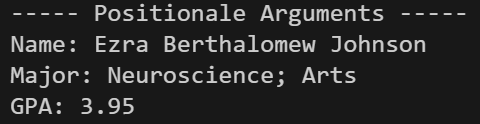 ----- Positionale Arguments -----
Name: Ezra Berthalomew Johnson
Major: Neuroscience; Arts
GPA: 3.95